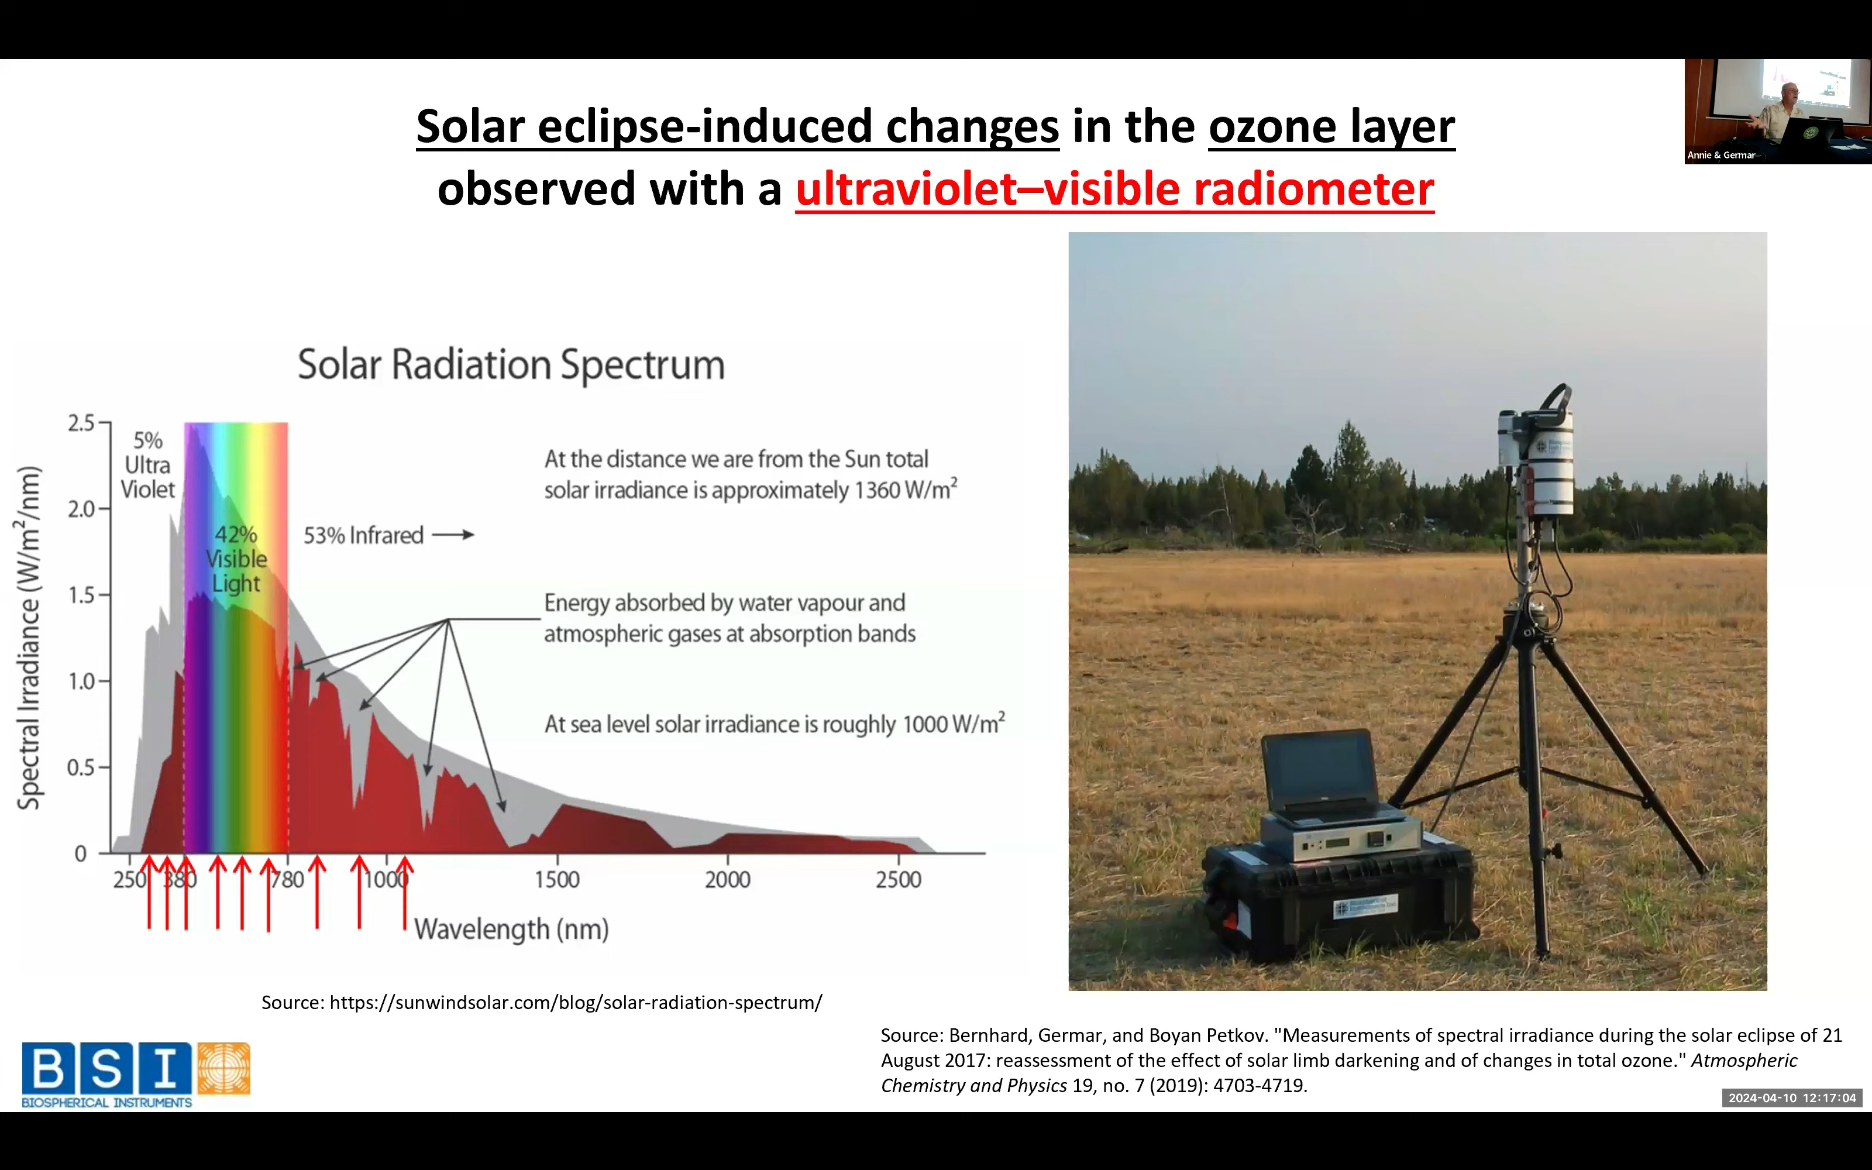 Solar eclipse-induced changes in the ozone layer
observed with a ultraviolet–visible radiometer
Annie & Germar
Solar Radiation Spectrum
Spectral Irradiance (W/m²/nm)
2.5
2.0
1.5
1.0
0.5
0
5%
Ultra
Violet
42%
Visible
Light
53% Infrared
At the distance we are from the Sun total
solar irradiance is approximately 1360 W/m²
Energy absorbed by water vapour and
atmospheric gases at absorption bands
At sea level solar irradiance is roughly 1000 W/m²
250 380 780 1000 1500 2000 2500
Wavelength (nm)
Source: https://sunwindsolar.com/blog/solar-radiation-spectrum/
BSI
BIOSPHERICAL INSTRUMENTS
Source: Bernhard, Germar, and Boyan Petkov. "Measurements of spectral irradiance during the solar eclipse of 21
August 2017: reassessment of the effect of solar limb darkening and of changes in total ozone." Atmospheric
Chemistry and Physics 19, no. 7 (2019): 4703-4719.
2024-04-10 12:17:04